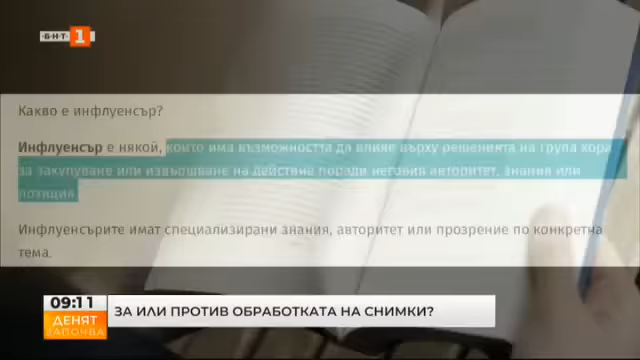 БНТ 1
Какво е инфлуенсър?
Инфлуенсър е някой, който има възможността да влияе върху решенията на група хора
за закупуване или извършване на действие поради неговия авторитет, знания или
позиция
Инфлуенсърите имат специализирани знания, авторитет или прозрение по конкретна
тема.
09:11
ДЕНЯТ
ЗАПОЧВА
ЗА ИЛИ ПРОТИВ ОБРАБОТКАТА НА СНИМКИ?